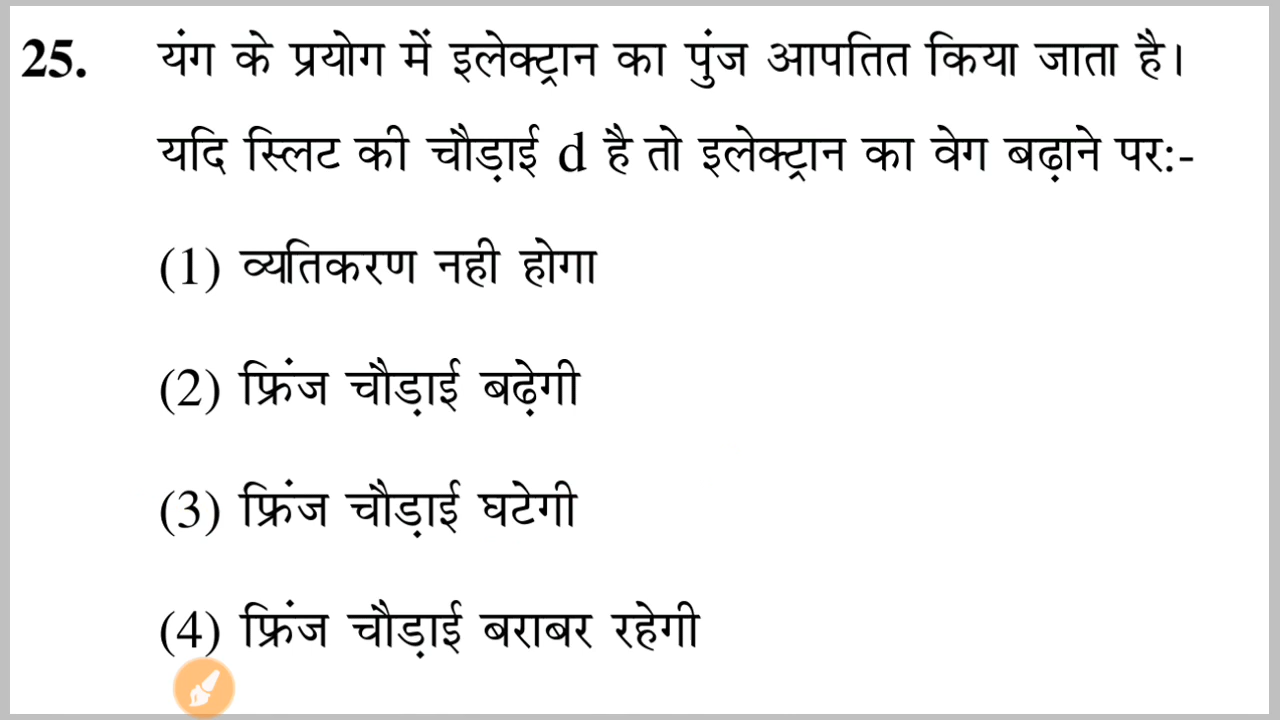 25. यंग के प्रयोग में इलेक्ट्रान का पुंज आपतित किया जाता है।
यदि स्लिट की चौड़ाई d है तो इलेक्ट्रान का वेग बढ़ाने पर:-
(1) व्यतिकरण नही होगा
(2) फ्रिंज चौड़ाई बढ़ेगी
(3) फ्रिंज चौड़ाई घटेगी
(4) फ्रिंज चौड़ाई बराबर रहेगी